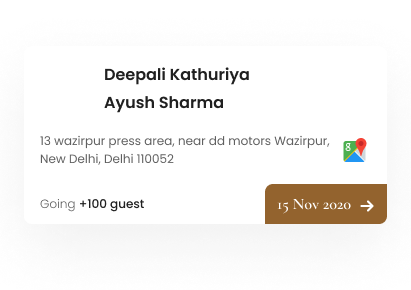 Deepali Kathuriya
Ayush Sharma
13 wazirpur press area, near dd motors Wazirpur,
New Delhi, Delhi 110052
Going +100 guest
15 Nov 2020